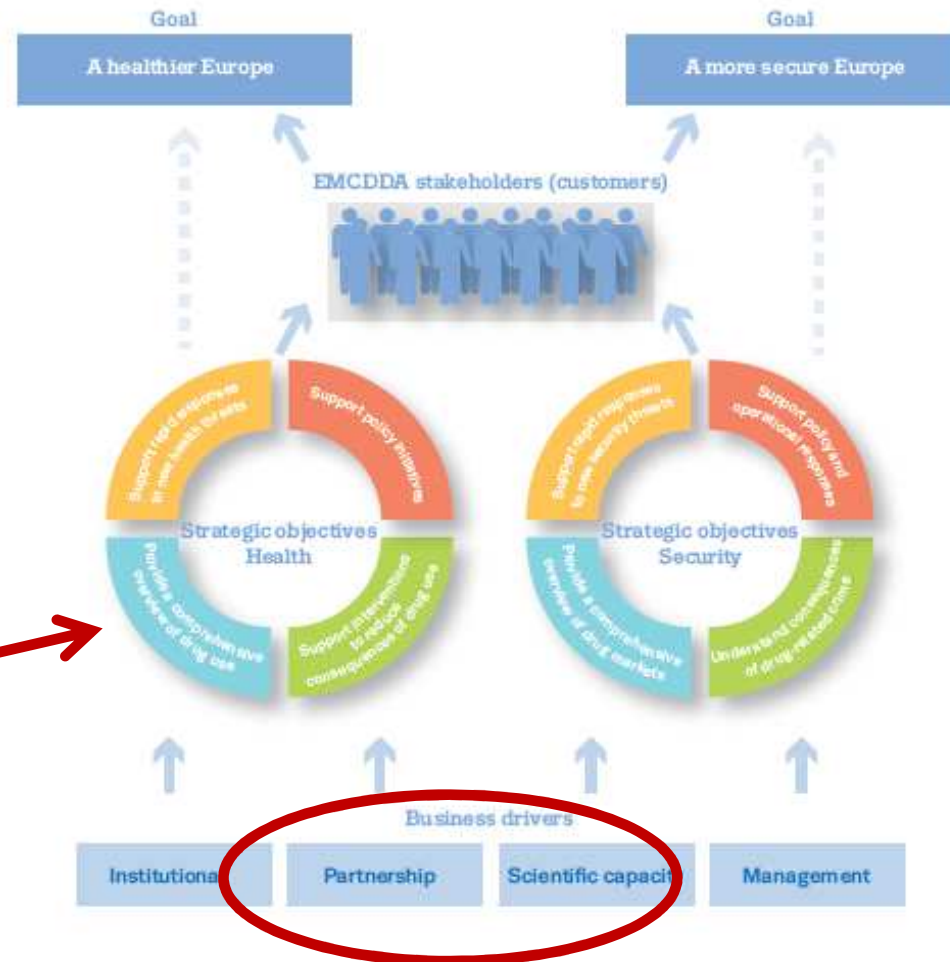 Goal
Goal
A healthier Europe
A more secure Europe
EMCDDA stakeholders (customers)
Support rapid responses
to new health threats
Support policy initiatives
Strategic objectives
Health
Provide a comprehensive
overview of drug use
Support interventions
to reduce
consequences of drug use
Support rapid responses
to new security threats
Support policy and
operational responses
Strategic objectives
Security
Provide a comprehensive
overview of drug markets
Understand consequences
of drug-related crime
Business drivers
Institutional
Partnership
Scientific capacity
Management